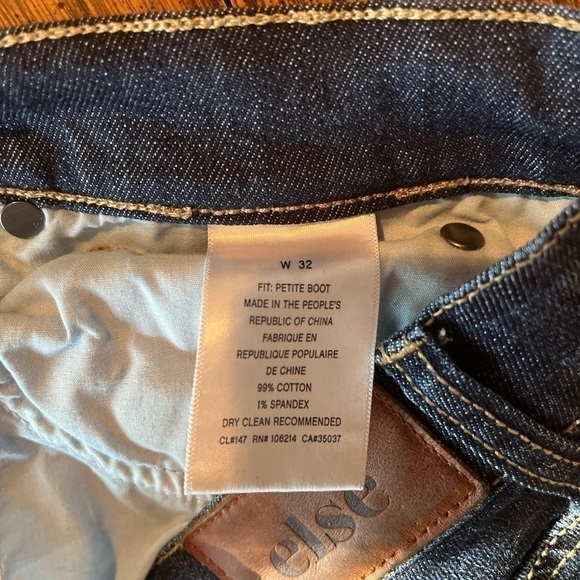 W 32
FIT: PETITE BOOT
MADE IN THE PEOPLE'S
REPUBLIC OF CHINA
FABRIQUE EN
REPUBLIQUE POPULAIRE
DE CHINE
99% COTTON
1% SPANDEX
DRY CLEAN RECOMMENDED
CL#147 RN# 106214 CA#35037
else